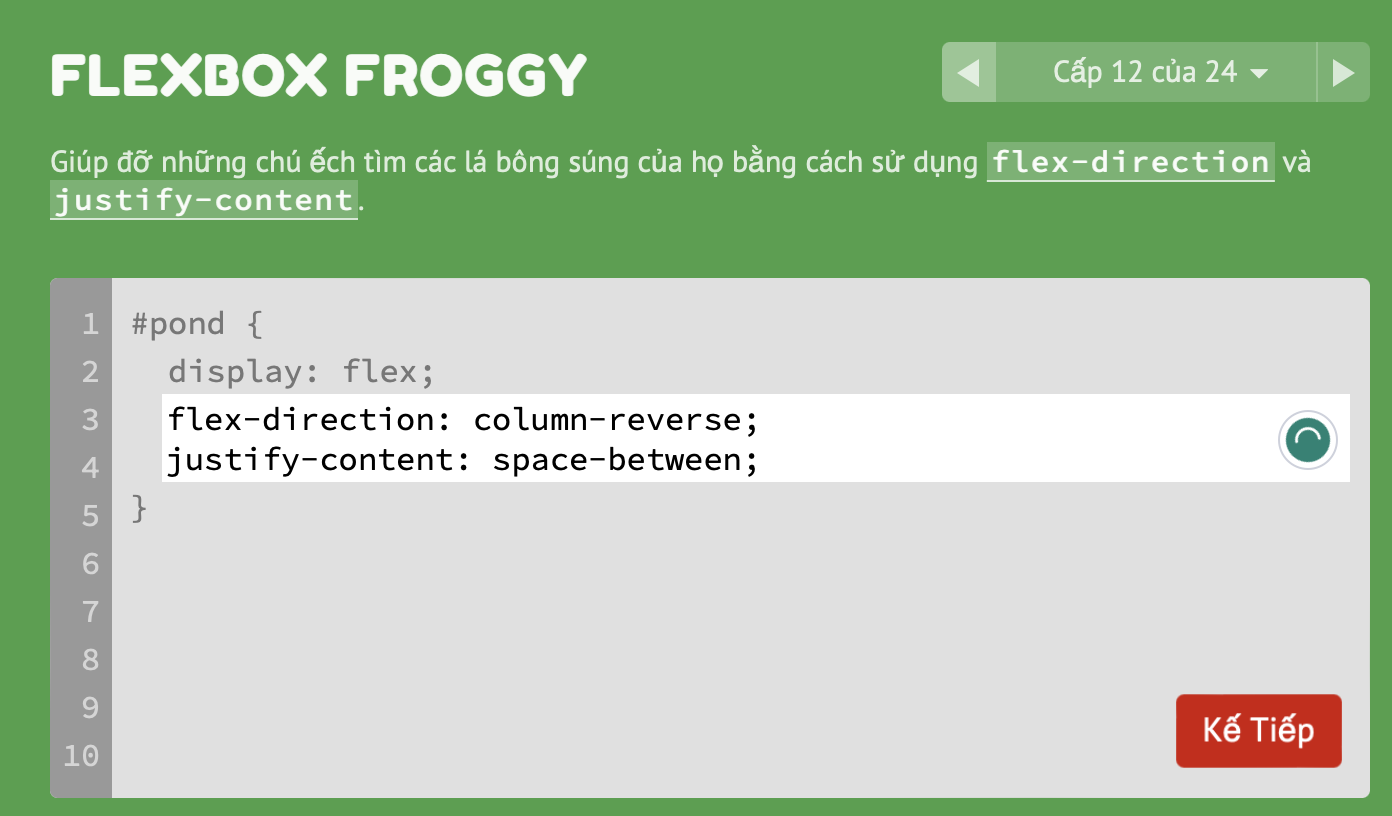 FLEXBOX FROGGY
Cấp 12 của 24
Giúp đỡ những chú ếch tìm các lá bông súng của họ bằng cách sử dụng flex-direction và
justify-content.
1 #pond {
2 display: flex;
3 flex-direction: column-reverse;
4 justify-content: space-between;
5 }
6
7
8
9
10
Kế Tiếp